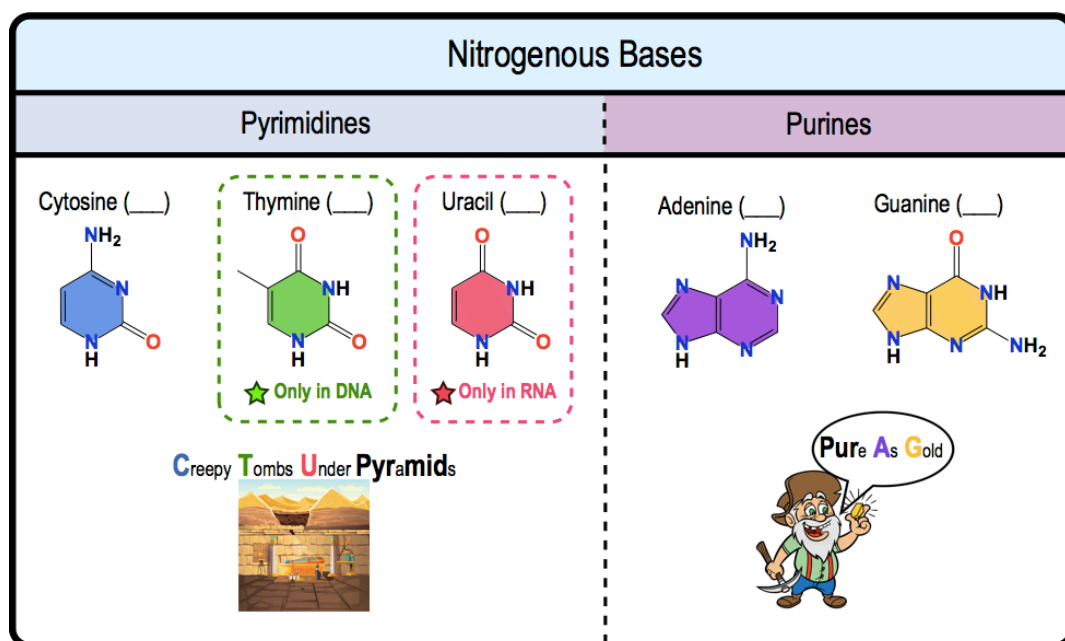 Nitrogenous Bases
Pyrimidines
Purines
Cytosine (___)
Thymine (___)
Uracil (___)
Adenine (___)
Guanine (___)
NH₂
N
N
H
O
O
NH
N
H
O
O
NH
N
H
O
NH₂
N
N
N
N
H
O
N
NH
N
H
N
NH₂
Only in DNA
Only in RNA
Creepy Tombs Under Pyramids
Pure As Gold